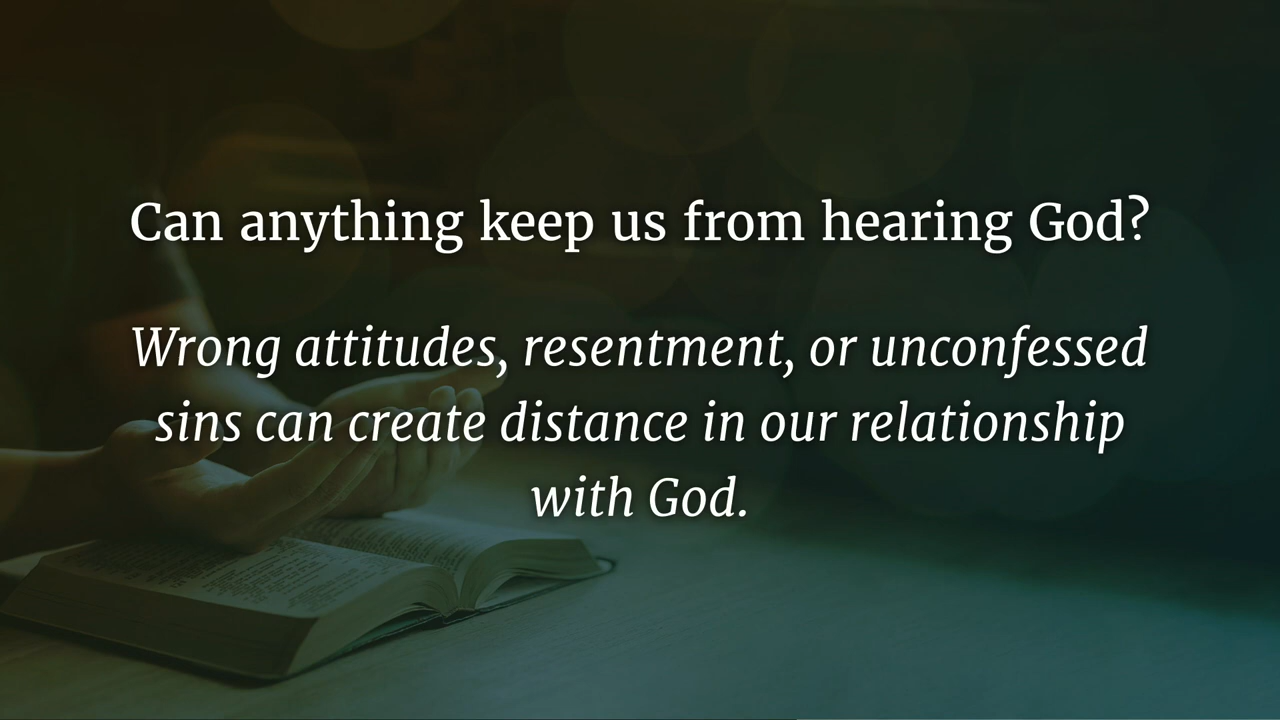 Can anything keep us from hearing God?
Wrong attitudes, resentment, or unconfessed
sins can create distance in our relationship
with God.